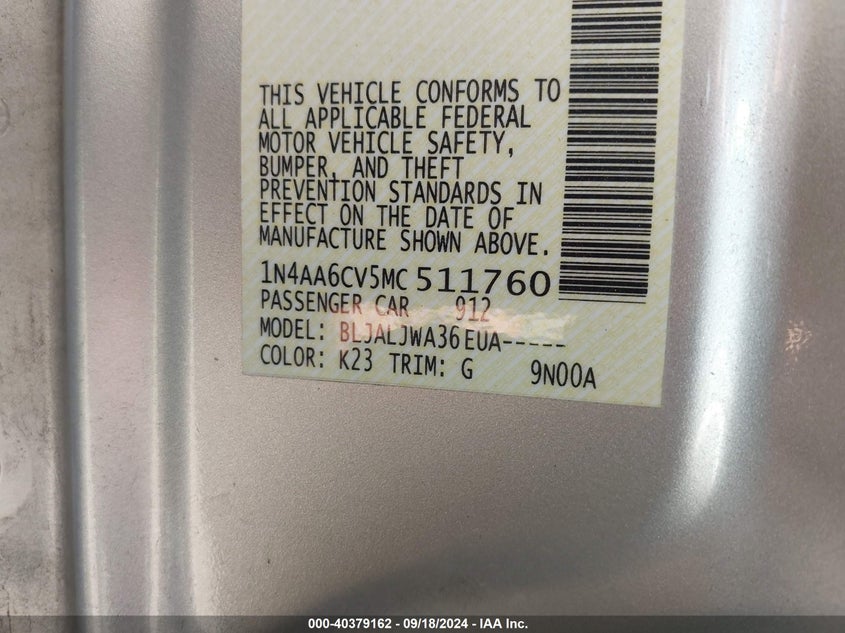 THIS VEHICLE CONFORMS TO
ALL APPLICABLE FEDERAL
MOTOR VEHICLE SAFETY,
BUMPER, AND THEFT
PREVENTION STANDARDS IN
EFFECT ON THE DATE OF
MANUFACTURE SHOWN ABOVE.
1N4AA6CV5MC 511760
PASSENGER CAR 912
MODEL: BLJALJWA36EUA-----
COLOR: K23 TRIM: G 9N00A
000-40379162 - 09/18/2024 - IAA Inc.